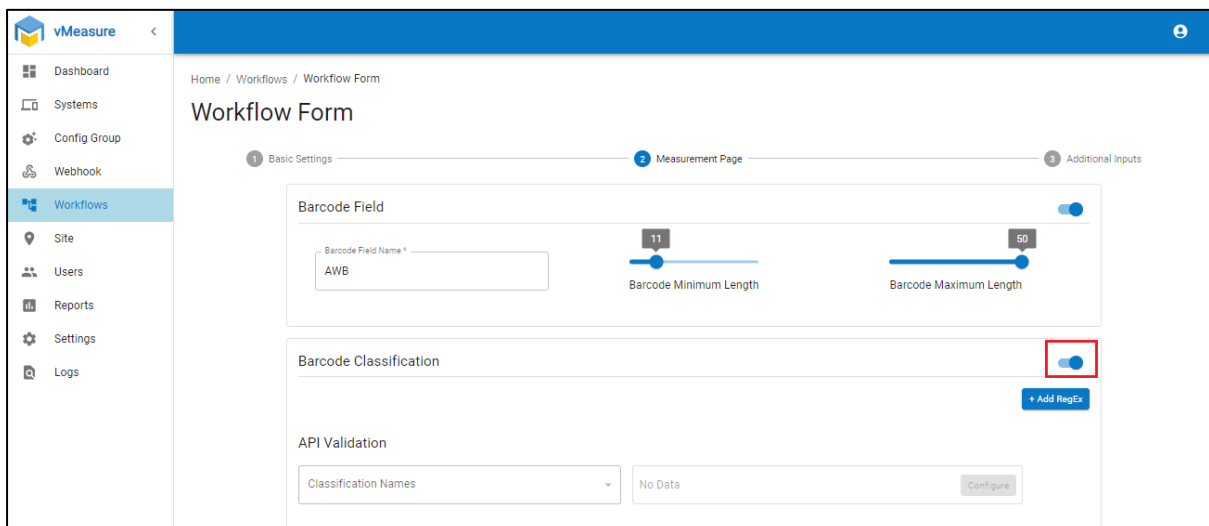 vMeasure
Dashboard
Systems
Config Group
Webhook
Workflows
Site
Users
Reports
Settings
Logs
Home / Workflows / Workflow Form
Workflow Form
1 Basic Settings
2 Measurement Page
3 Additional Inputs
Barcode Field
Barcode Field Name *
AWB
11
Barcode Minimum Length
50
Barcode Maximum Length
Barcode Classification
+ Add RegEx
API Validation
Classification Names
No Data
Configure